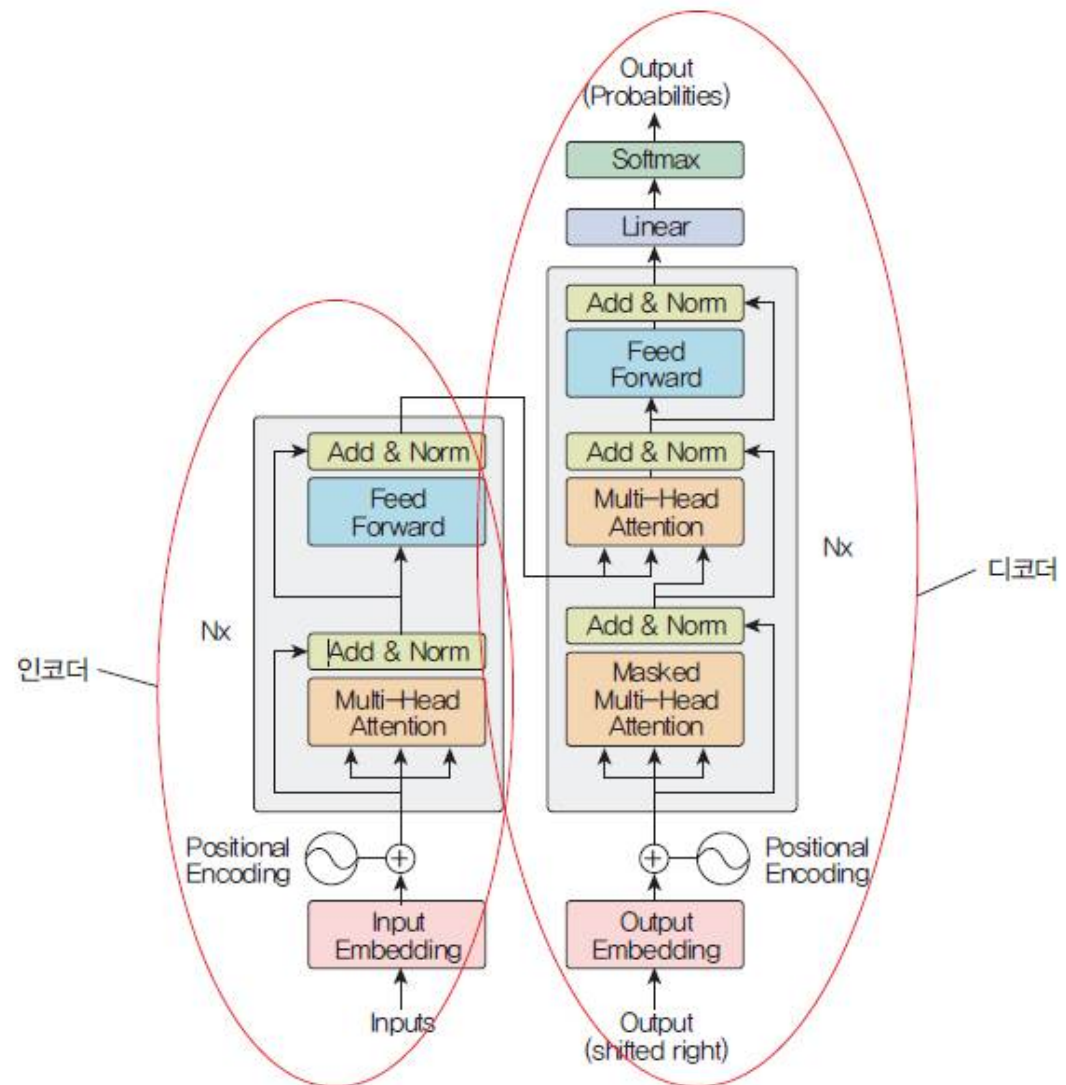 Output
(Probabilities)
Softmax
Linear
Add & Norm
Feed
Forward
Add & Norm
Multi-Head
Attention
Nx
디코더
Add & Norm
Masked
Multi-Head
Attention
Positional
Encoding
Output
Embedding
Output
(shifted right)
Add & Norm
Feed
Forward
Nx
인코더
Add & Norm
Multi-Head
Attention
Positional
Encoding
Input
Embedding
Inputs